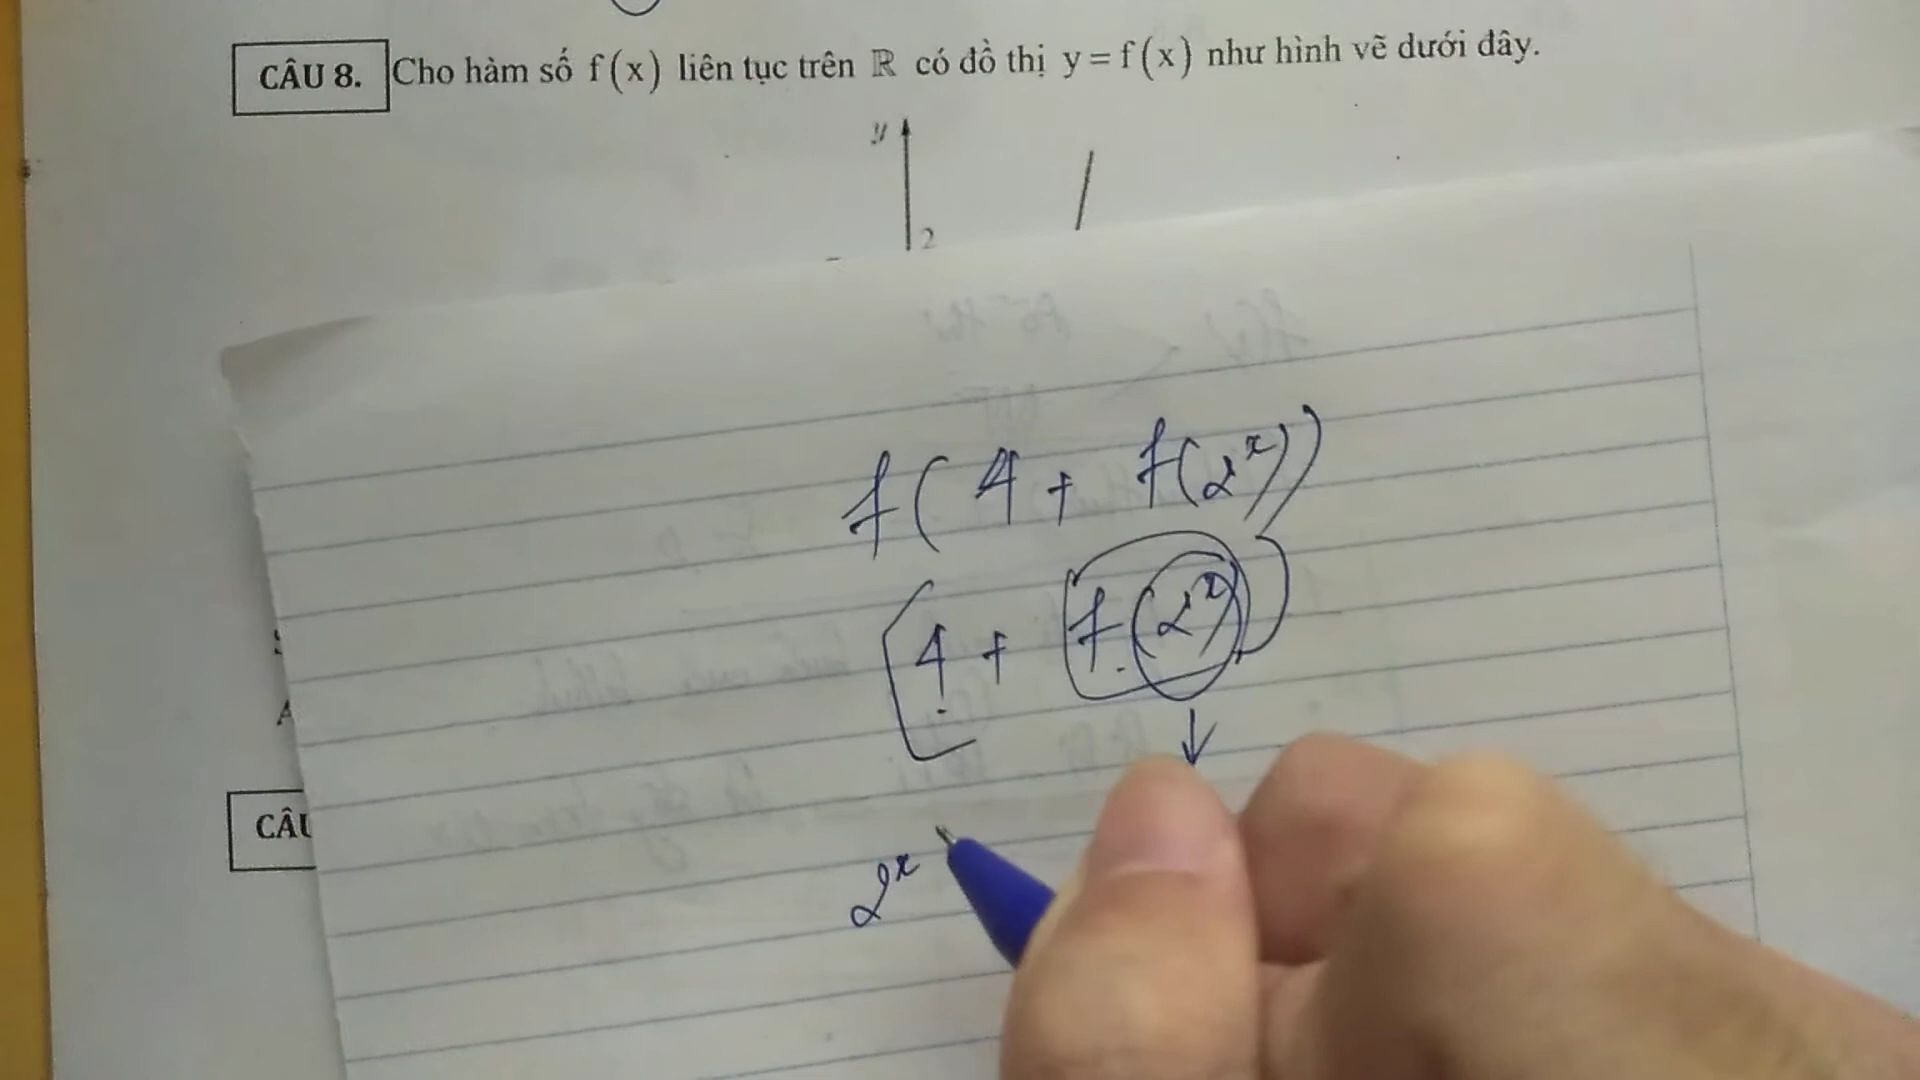 CÂU 8. Cho hàm số f(x) liên tục trên ℝ có đồ thị y = f(x) như hình vẽ dưới đây.
y
2
f(4 + f(2^x))
4 + f(2^x)
2^x
A
CÂU